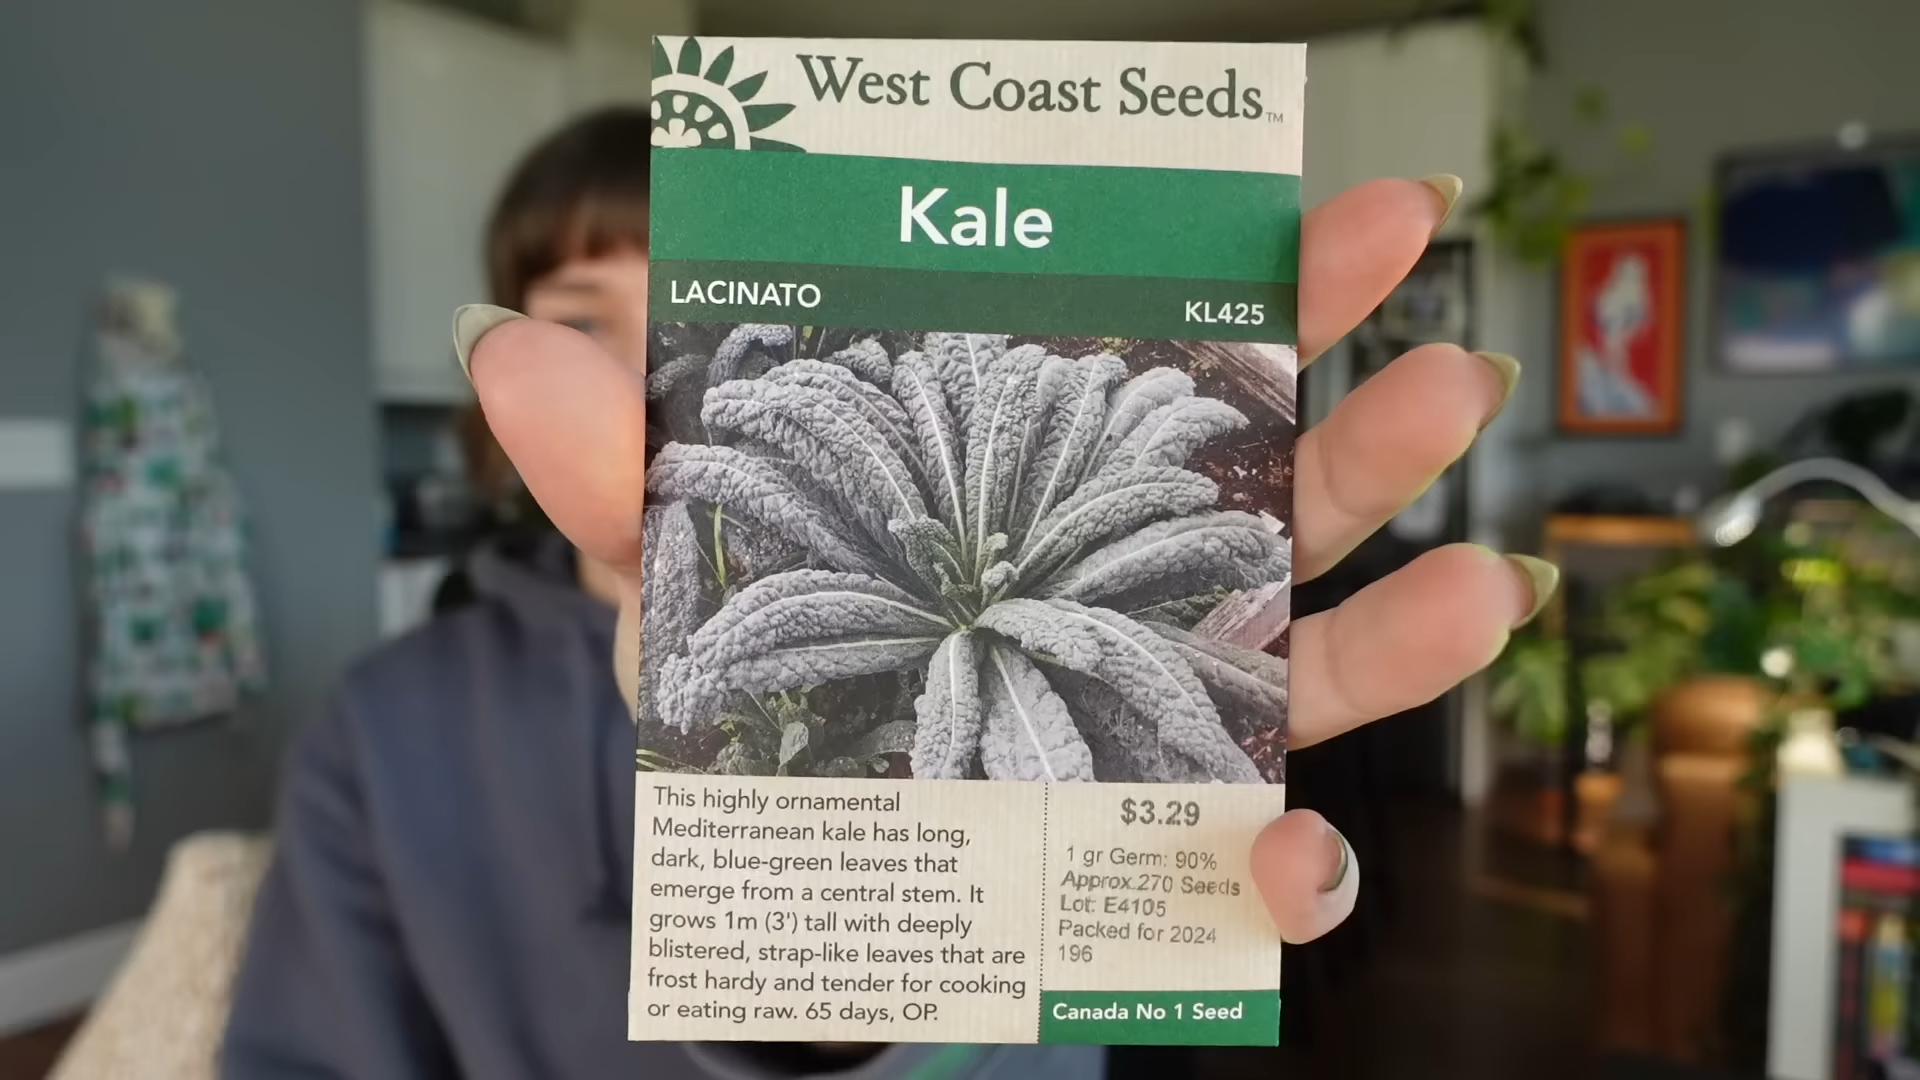 West Coast Seeds™
Kale
LACINATO
KL425
This highly ornamental
Mediterranean kale has long,
dark, blue-green leaves that
emerge from a central stem. It
grows 1m (3') tall with deeply
blistered, strap-like leaves that are
frost hardy and tender for cooking
or eating raw. 65 days, OP.
$3.29
1 gr Germ: 90%
Approx.270 Seeds
Lot: E4105
Packed for 2024
196
Canada No 1 Seed